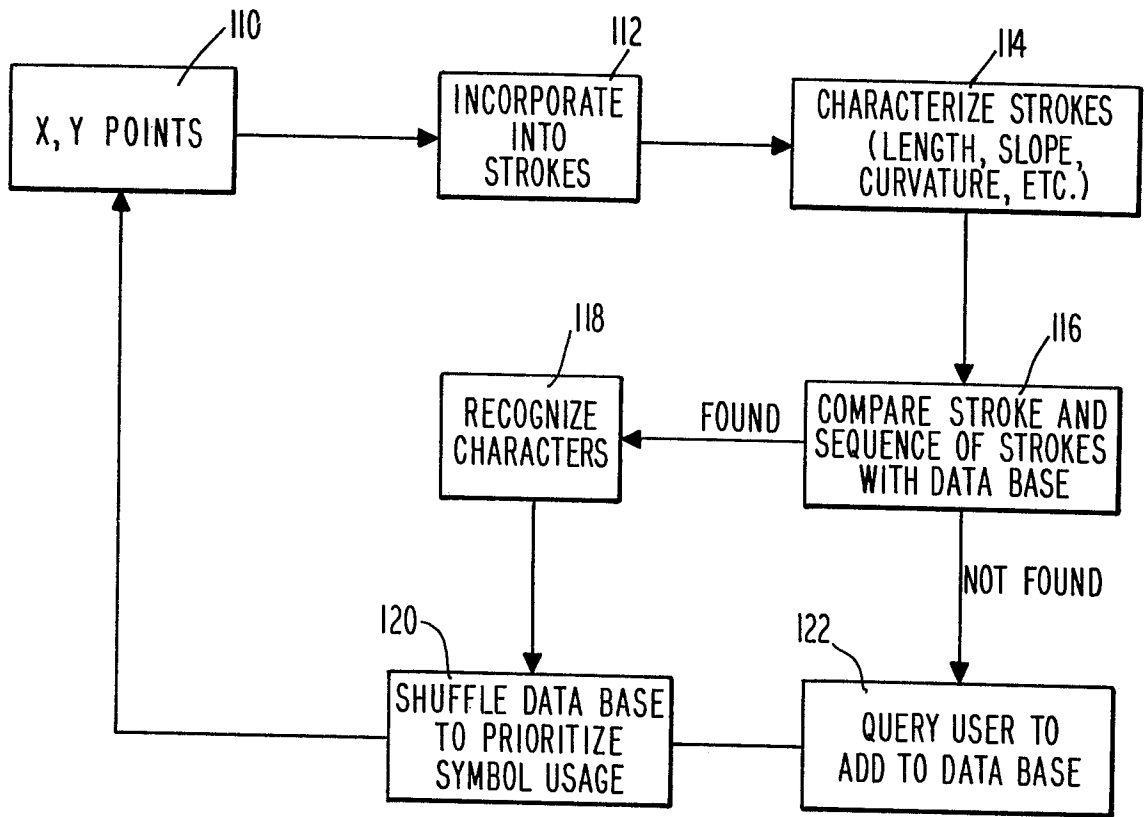 110
X, Y POINTS
112
INCORPORATE
INTO
STROKES
114
CHARACTERIZE STROKES
(LENGTH, SLOPE,
CURVATURE, ETC.)
118
RECOGNIZE
CHARACTERS
FOUND
116
COMPARE STROKE AND
SEQUENCE OF STROKES
WITH DATA BASE
NOT FOUND
120
SHUFFLE DATA BASE
TO PRIORITIZE
SYMBOL USAGE
122
QUERY USER TO
ADD TO DATA BASE